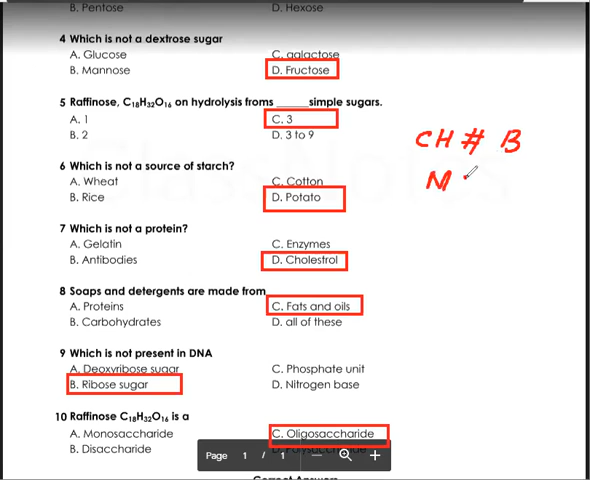 B. Pentose D. Hexose
4 Which is not a dextrose sugar
A. Glucose C. galactose
B. Mannose D. Fructose
5 Raffinose, C₁₈H₃₂O₁₆ on hydrolysis froms ______simple sugars.
A. 1 C. 3
B. 2 D. 3 to 9
CH # B
M
6 Which is not a source of starch?
A. Wheat C. Cotton
B. Rice D. Potato
7 Which is not a protein?
A. Gelatin C. Enzymes
B. Antibodies D. Cholestrol
8 Soaps and detergents are made from
A. Proteins C. Fats and oils
B. Carbohydrates D. all of these
9 Which is not present in DNA
A. Deoxyribose sugar C. Phosphate unit
B. Ribose sugar D. Nitrogen base
10 Raffinose C₁₈H₃₂O₁₆ is a
A. Monosaccharide C. Oligosaccharide
B. Disaccharide D. Polysaccharide
Page 1 / 1 — +
Correct Answers